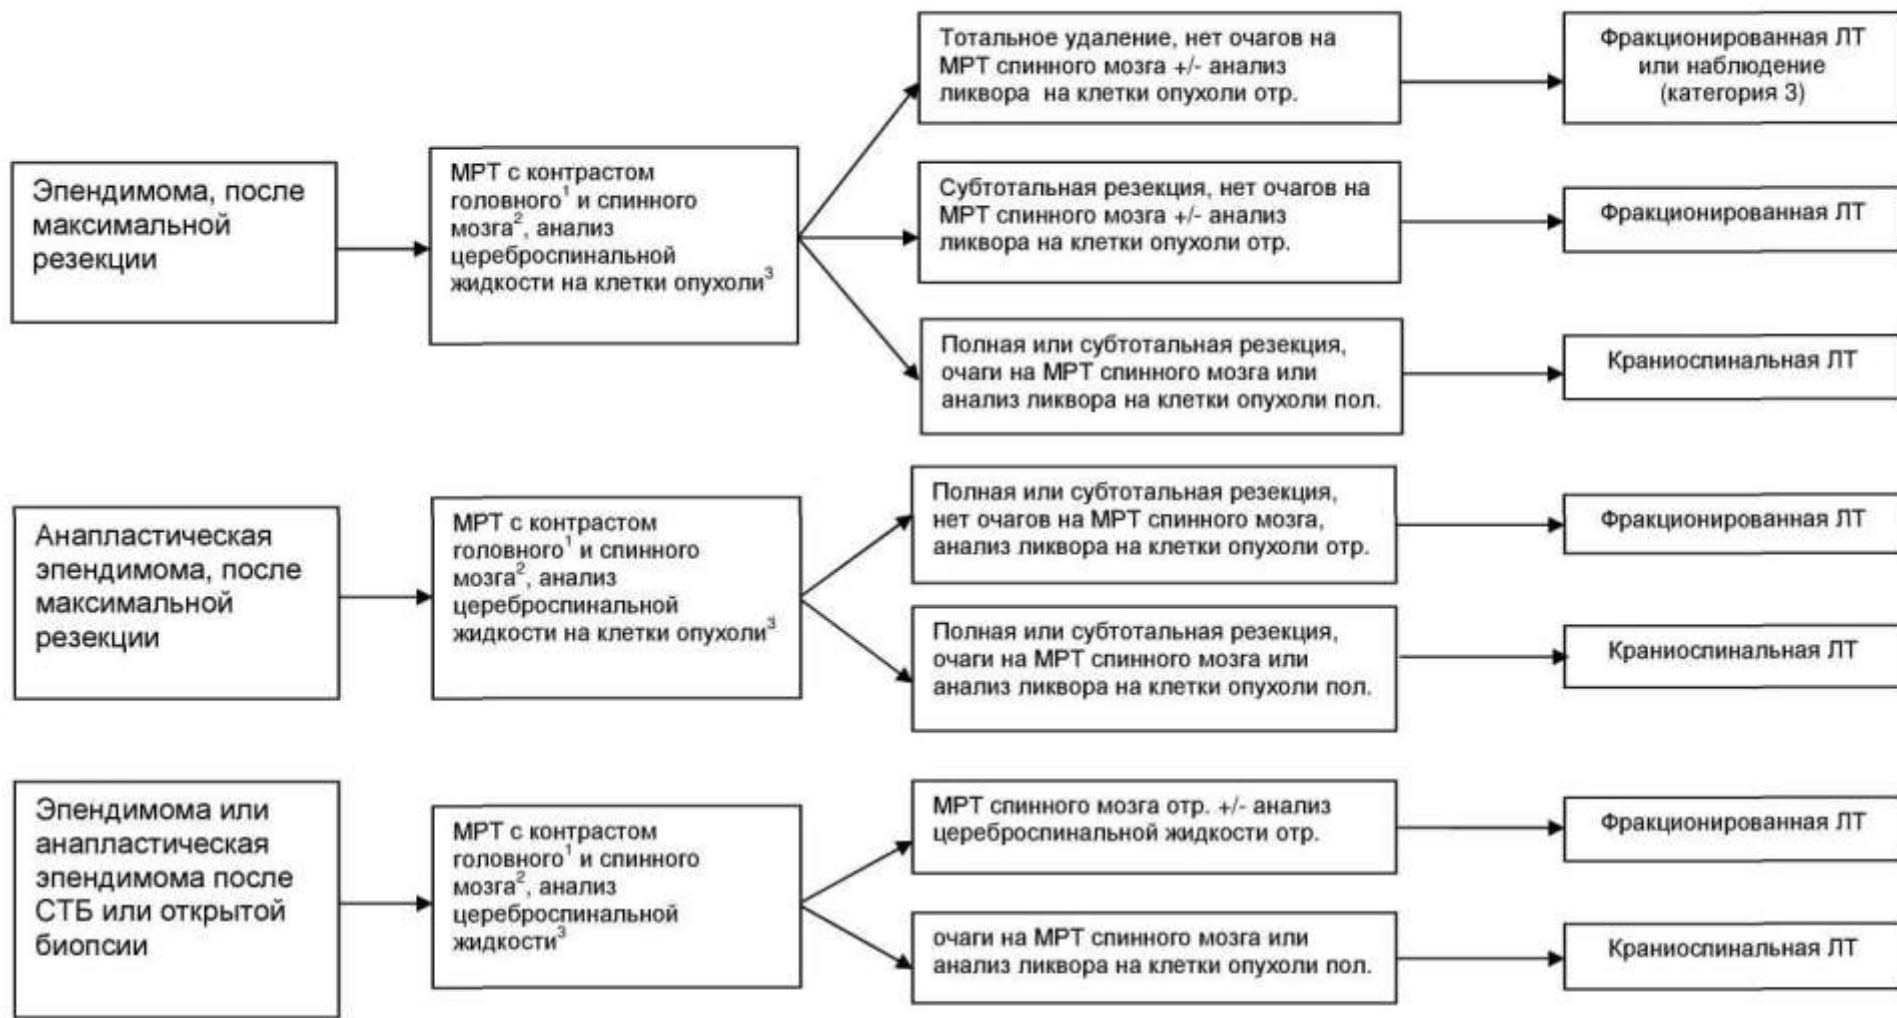 Эпендимома, после
максимальной
резекции
МРТ с контрастом
головного¹ и спинного
мозга², анализ
цереброспинальной
жидкости на клетки опухоли³
Тотальное удаление, нет очагов на
МРТ спинного мозга +/- анализ
ликвора на клетки опухоли отр.
Фракционированная ЛТ
или наблюдение
(категория 3)
Субтотальная резекция, нет очагов на
МРТ спинного мозга +/- анализ
ликвора на клетки опухоли отр.
Фракционированная ЛТ
Полная или субтотальная резекция,
очаги на МРТ спинного мозга или
анализ ликвора на клетки опухоли пол.
Краниоспинальная ЛТ
Анапластическая
эпендимома, после
максимальной
резекции
МРТ с контрастом
головного¹ и спинного
мозга², анализ
цереброспинальной
жидкости на клетки опухоли³
Полная или субтотальная резекция,
нет очагов на МРТ спинного мозга,
анализ ликвора на клетки опухоли отр.
Фракционированная ЛТ
Полная или субтотальная резекция,
очаги на МРТ спинного мозга или
анализ ликвора на клетки опухоли пол.
Краниоспинальная ЛТ
Эпендимома или
анапластическая
эпендимома после
СТБ или открытой
биопсии
МРТ с контрастом
головного¹ и спинного
мозга², анализ
цереброспинальной
жидкости³
МРТ спинного мозга отр. +/- анализ
цереброспинальной жидкости отр.
Фракционированная ЛТ
очаги на МРТ спинного мозга или
анализ ликвора на клетки опухоли пол.
Краниоспинальная ЛТ